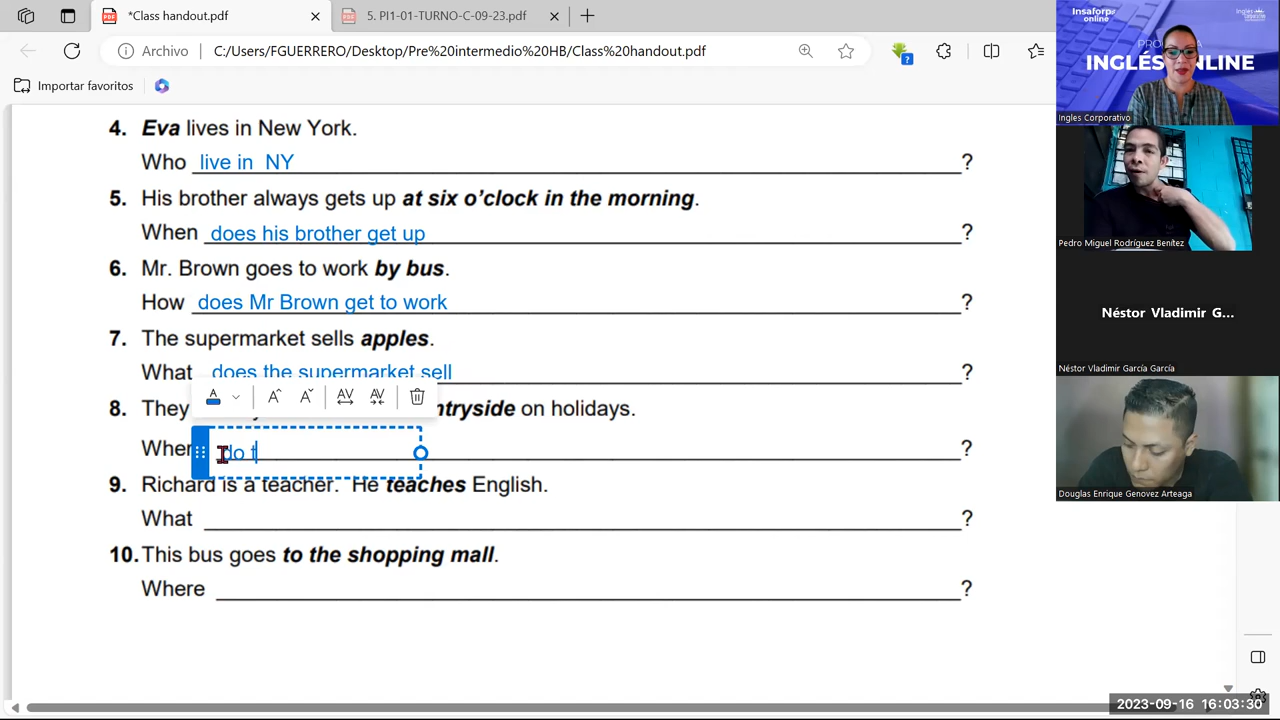 *Class handout.pdf
5. PI1-01-TURNO-C-09-23.pdf
Archivo
C:/Users/FGUERRERO/Desktop/Pre%20intermedio%20HB/Class%20handout.pdf
Importar favoritos
4. Eva lives in New York.
Who live in NY ?
5. His brother always gets up at six o’clock in the morning.
When does his brother get up ?
6. Mr. Brown goes to work by bus.
How does Mr Brown get to work ?
7. The supermarket sells apples.
What does the supermarket sell ?
8. They ntryside on holidays.
Wher do t ?
9. Richard is a teacher. He teaches English.
What ?
10. This bus goes to the shopping mall.
Where ?
Insaforp
online
INGLÉS ONLINE
Ingles Corporativo
Pedro Miguel Rodríguez Benítez
Néstor Vladimir G...
Néstor Vladimir García García
Douglas Enrique Genovez Arteaga
2023-09-16 16:03:30